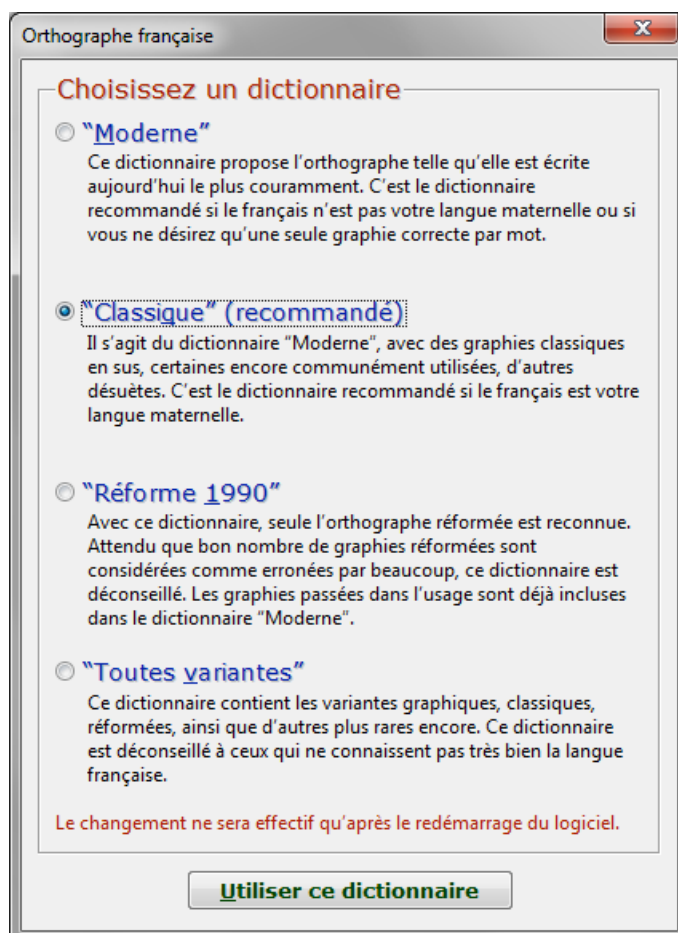 Orthographe française
Choisissez un dictionnaire
“Moderne”
Ce dictionnaire propose l’orthographe telle qu’elle est écrite
aujourd’hui le plus couramment. C’est le dictionnaire
recommandé si le français n’est pas votre langue maternelle ou si
vous ne désirez qu’une seule graphie correcte par mot.
“Classique” (recommandé)
Il s’agit du dictionnaire “Moderne”, avec des graphies classiques
en sus, certaines encore communément utilisées, d’autres
désuètes. C’est le dictionnaire recommandé si le français est votre
langue maternelle.
“Réforme 1990”
Avec ce dictionnaire, seule l’orthographe réformée est reconnue.
Attendu que bon nombre de graphies réformées sont
considérées comme erronées par beaucoup, ce dictionnaire est
déconseillé. Les graphies passées dans l’usage sont déjà incluses
dans le dictionnaire “Moderne”.
“Toutes variantes”
Ce dictionnaire contient les variantes graphiques, classiques,
réformées, ainsi que d’autres plus rares encore. Ce dictionnaire
est déconseillé à ceux qui ne connaissent pas très bien la langue
française.
Le changement ne sera effectif qu’après le redémarrage du logiciel.
Utiliser ce dictionnaire